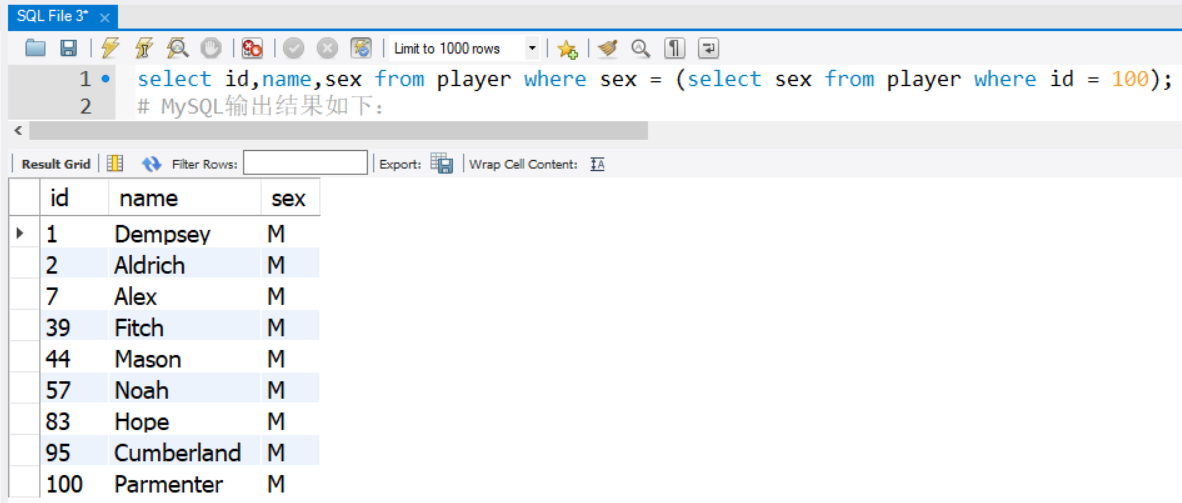 SQL File 3*
Limit to 1000 rows
1 select id,name,sex from player where sex = (select sex from player where id = 100);
2 # MySQL输出结果如下：
Result Grid Filter Rows: Export: Wrap Cell Content:
id name sex
1 Dempsey M
2 Aldrich M
7 Alex M
39 Fitch M
44 Mason M
57 Noah M
83 Hope M
95 Cumberland M
100 Parmenter M